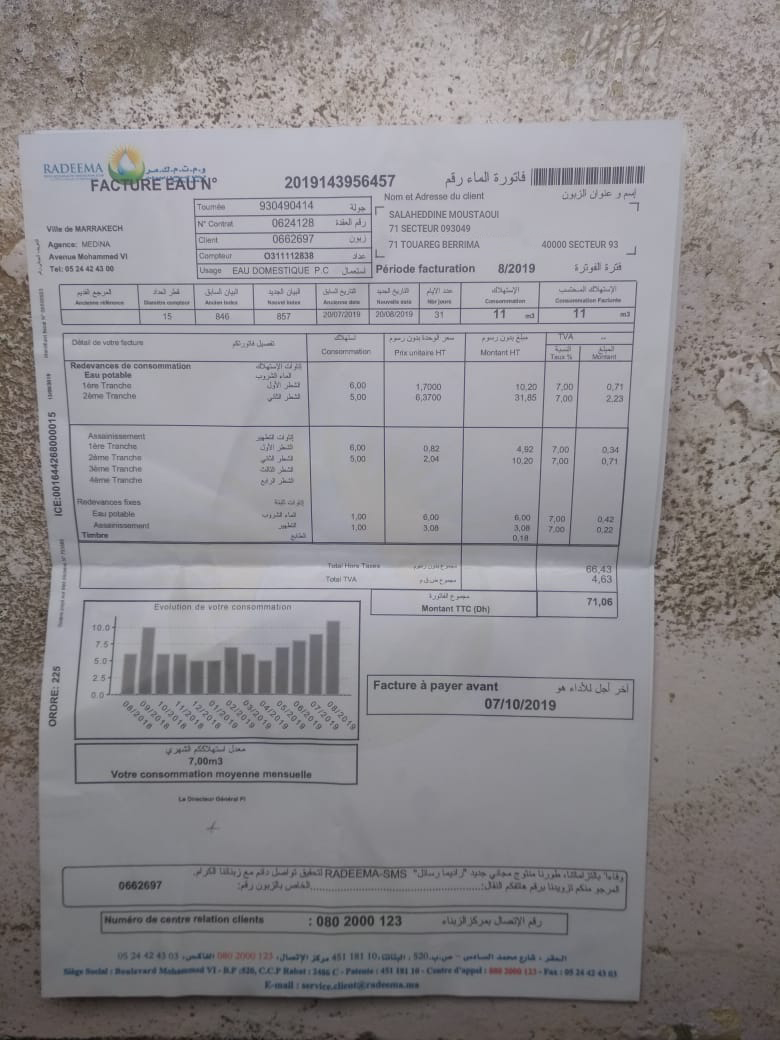 RADEEMA
و.م.ت.م.ك.مر
FACTURE EAU N° 2019143956457 فاتورة الماء رقم
Nom et Adresse du client إسم و عنوان الزبون
Tournée 930490414 جولة
N° Contrat 0624128 رقم العقدة
Client 0662697 زبون
Compteur O311112838 عداد
Usage EAU DOMESTIQUE P.C استعمال
Ville de MARRAKECH
Agence: MEDINA
Avenue Mohammed VI
Tel: 05 24 42 43 00
SALAHEDDINE MOUSTAOUI
71 SECTEUR 093049
71 TOUAREG BERRIMA 40000 SECTEUR 93
Période facturation 8/2019 فترة الفوترة
المرجع القديم قطر العداد البيان السابق البيان الجديد التاريخ السابق التاريخ الجديد عدد الايام الإستهلاك الإستهلاك المحتسب
Ancienne référence Diamètre compteur Ancien Index Nouvel Index Ancienne date Nouvelle date Nbr jours Consommation Consommation Facturée
15 846 857 20/07/2019 20/08/2019 31 11 m3 11 m3
Détail de votre facture تفصيل فاتورتكم استهلاك سعر الوحدة بدون رسوم مبلغ بدون رسوم TVA
Consommation Prix unitaire HT Montant HT النسبة Taux % المبلغ Montant
Redevances de consommation إتاوات الإستهلاك
Eau potable الماء الشروب
1ère Tranche الشطر الأول 6,00 1,7000 10,20 7,00 0,71
2ème Tranche الشطر الثاني 5,00 6,3700 31,85 7,00 2,23
Assainissement إتاوات التطهير
1ère Tranche الشطر الأول 6,00 0,82 4,92 7,00 0,34
2ème Tranche الشطر الثاني 5,00 2,04 10,20 7,00 0,71
3ème Tranche الشطر الثالث
4ème Tranche الشطر الرابع
Redevances fixes إتاوات ثابتة
Eau potable الماء الشروب 1,00 6,00 6,00 7,00 0,42
Assainissement التطهير 1,00 3,08 3,08 7,00 0,22
Timbre الطابع 0,18
Total Hors Taxes مجموع بدون رسوم 66,43
Total TVA مجموع ض.ق.م 4,63
مجموع الفاتورة
Montant TTC (Dh) 71,06
ICE:001644268000015
ORDRE: 225
Evolution de votre consommation
10.0
7.5
5.0
2.5
0.0
08/2018 09/2018 10/2018 11/2018 12/2018 01/2019 02/2019 03/2019 04/2019 05/2019 06/2019 07/2019 08/2019
Facture à payer avant آخر أجل للأداء هو
07/10/2019
معدل استهلاككم الشهري
7,00m3
Votre consommation moyenne mensuelle
Le Directeur Général PI
وفاءا بالتزاماتنا، طورنا منتوج مجاني جديد "راديما رسائل" RADEEMA-SMS لتحقيق تواصل دائم مع زبنائنا الكرام.
المرجو منكم تزويدنا برقم هاتفكم النقال:..........الخاص بالزبون رقم: 0662697
Numéro de centre relation clients : 080 2000 123 رقم الإتصال بمركز الزبناء
المقر : شارع محمد السادس - ص.ب.520 ، الباتنتا: 10 181 451 مركز الإتصال: 123 2000 080 الفاكس: 03 43 42 24 05
Siège Social : Boulevard Mohammed VI - B.P :520, C.C.P Rabat : 2486 C - Patente : 451 181 10 - Centre d'appel : 080 2000 123 - Fax : 05 24 42 43 03
E-mail : service.client@radeema.ma